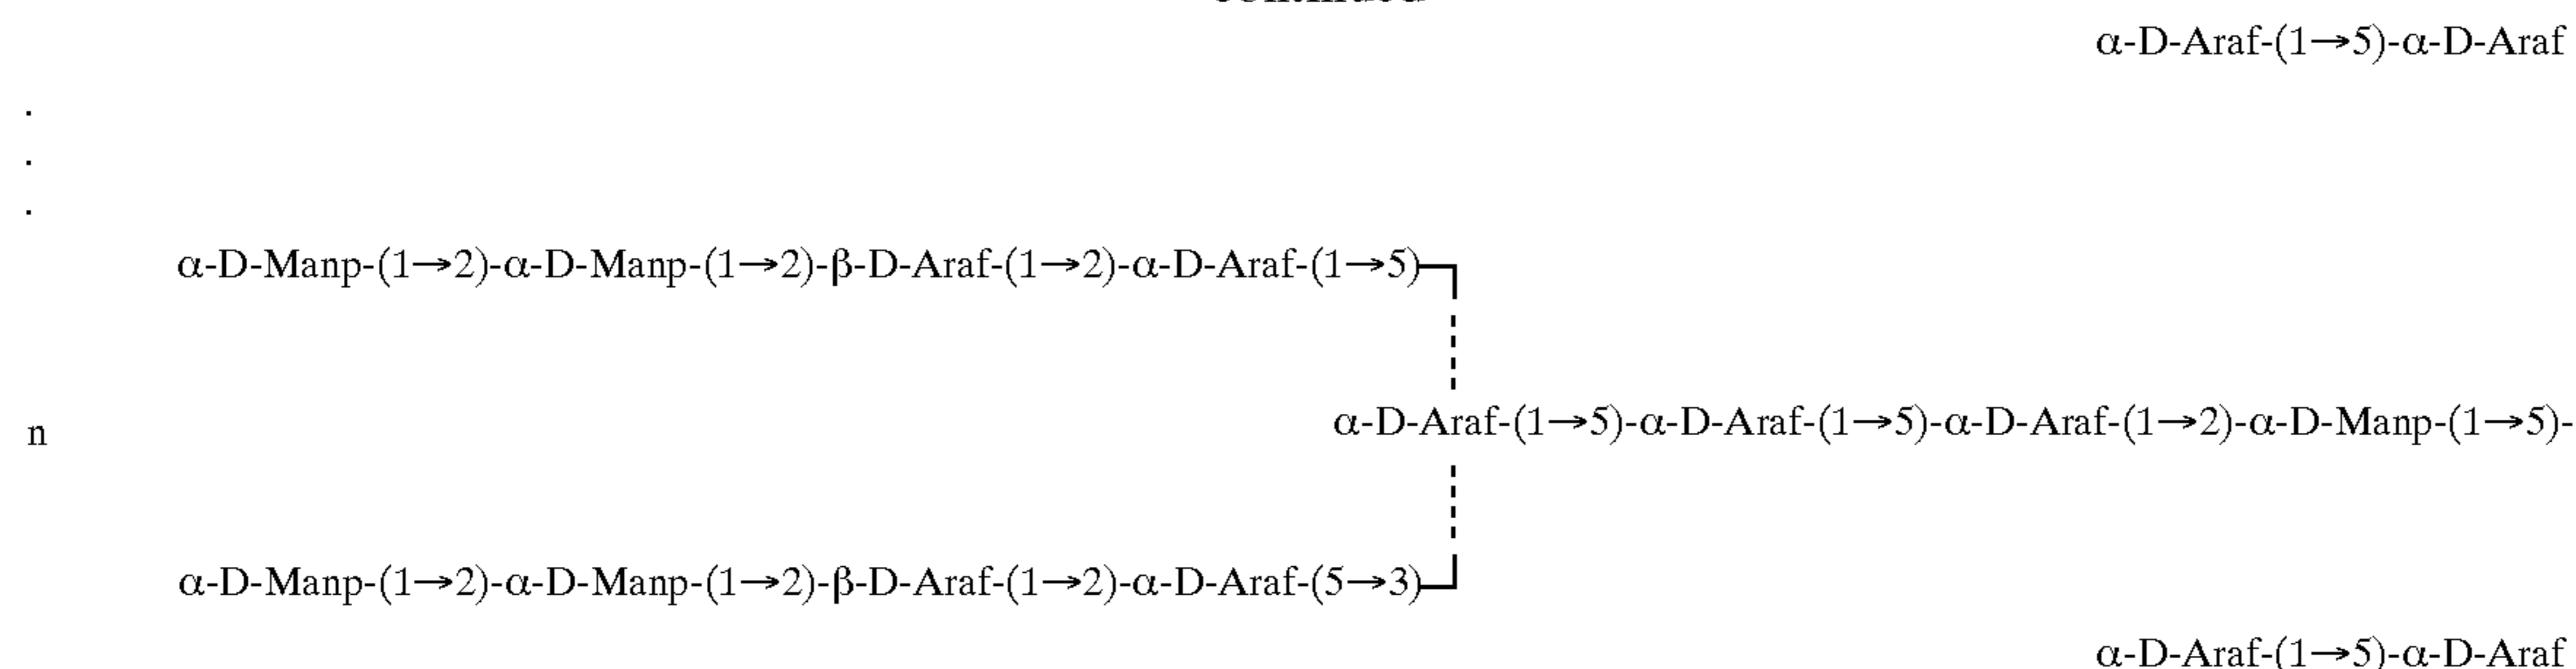 α-D-Araf-(1→5)-α-D-Araf
.
.
.
α-D-Manp-(1→2)-α-D-Manp-(1→2)-β-D-Araf-(1→2)-α-D-Araf-(1→5)
n α-D-Araf-(1→5)-α-D-Araf-(1→5)-α-D-Araf-(1→2)-α-D-Manp-(1→5)-
α-D-Manp-(1→2)-α-D-Manp-(1→2)-β-D-Araf-(1→2)-α-D-Araf-(5→3)
α-D-Araf-(1→5)-α-D-Araf